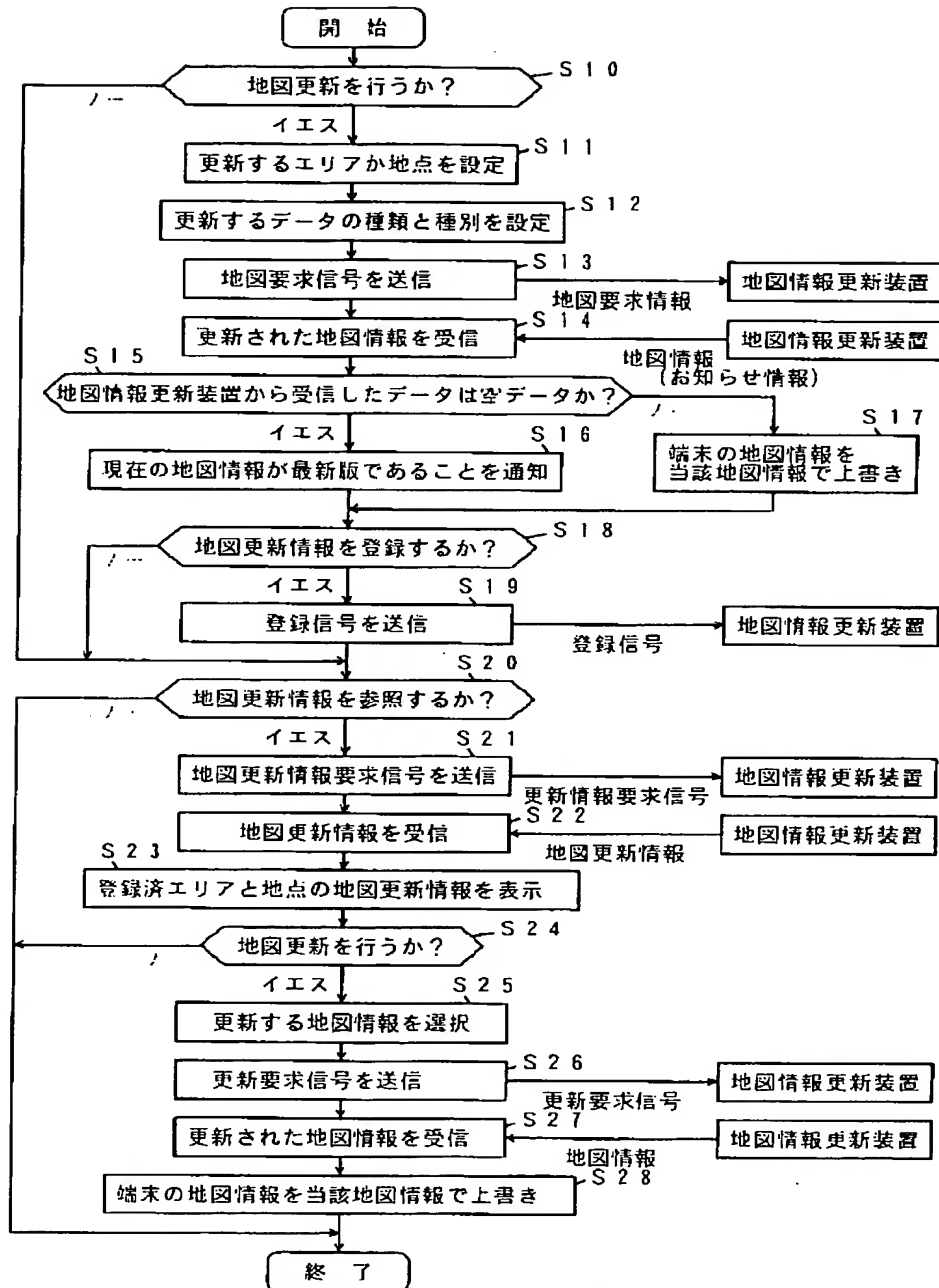 開 始
S10
地図更新を行うか？
イエス
S11
更新するエリアか地点を設定
S12
更新するデータの種類と種別を設定
S13
地図要求信号を送信
地図要求情報
地図情報更新装置
S14
更新された地図情報を受信
地図情報更新装置
地図情報
(お知らせ情報)
S15
地図情報更新装置から受信したデータは空データか？
イエス
S16
現在の地図情報が最新版であることを通知
S17
端末の地図情報を
当該地図情報で上書き
S18
地図更新情報を登録するか？
イエス
S19
登録信号を送信
登録信号
地図情報更新装置
S20
地図更新情報を参照するか？
イエス
S21
地図更新情報要求信号を送信
更新情報要求信号
地図情報更新装置
S22
地図更新情報を受信
地図更新情報
地図情報更新装置
S23
登録済エリアと地点の地図更新情報を表示
S24
地図更新を行うか？
イエス
S25
更新する地図情報を選択
S26
更新要求信号を送信
更新要求信号
地図情報更新装置
S27
更新された地図情報を受信
地図情報
地図情報更新装置
S28
端末の地図情報を当該地図情報で上書き
終 了